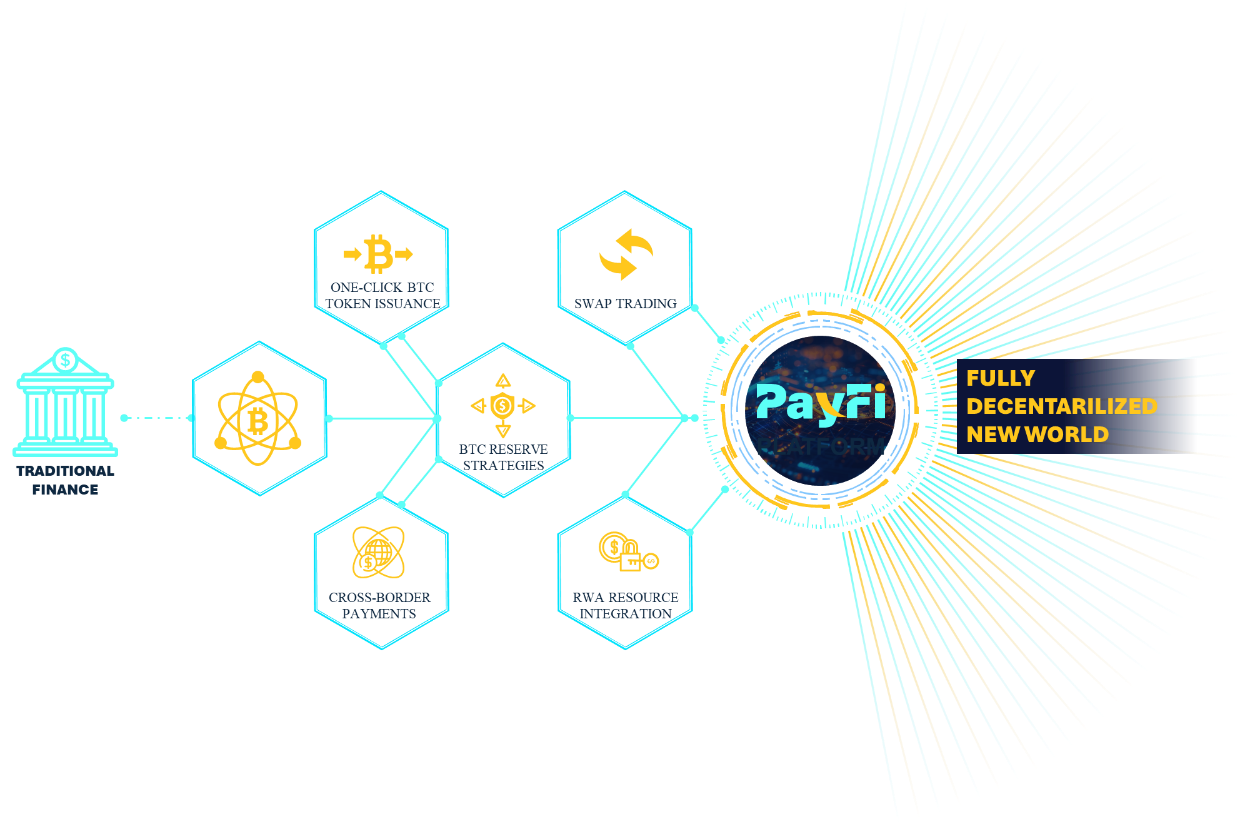 TRADITIONAL
FINANCE
ONE-CLICK BTC
TOKEN ISSUANCE
CROSS-BORDER
PAYMENTS
BTC RESERVE
STRATEGIES
SWAP TRADING
RWA RESOURCE
INTEGRATION
PayFi
PLATFORM
FULLY
DECENTARILIZED
NEW WORLD